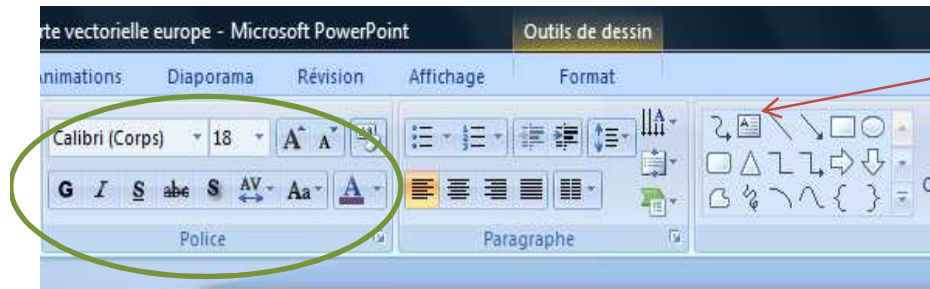 rte vectorielle europe - Microsoft PowerPoint
Outils de dessin
Animations Diaporama Révision Affichage Format
Calibri (Corps) 18 A A
G I S abc S AV Aa A
Police Paragraphe